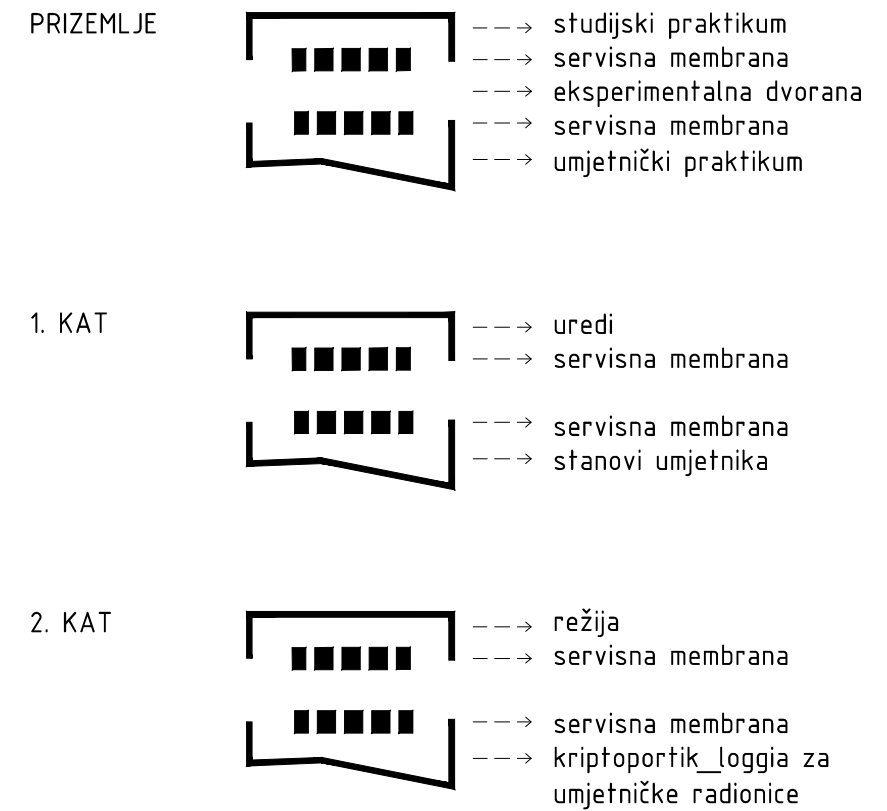 PRIZEMLJE
studijski praktikum
servisna membrana
eksperimentalna dvorana
servisna membrana
umjetnički praktikum
1. KAT
uredi
servisna membrana
servisna membrana
stanovi umjetnika
2. KAT
režija
servisna membrana
servisna membrana
kriptoportik_loggia za
umjetničke radionice